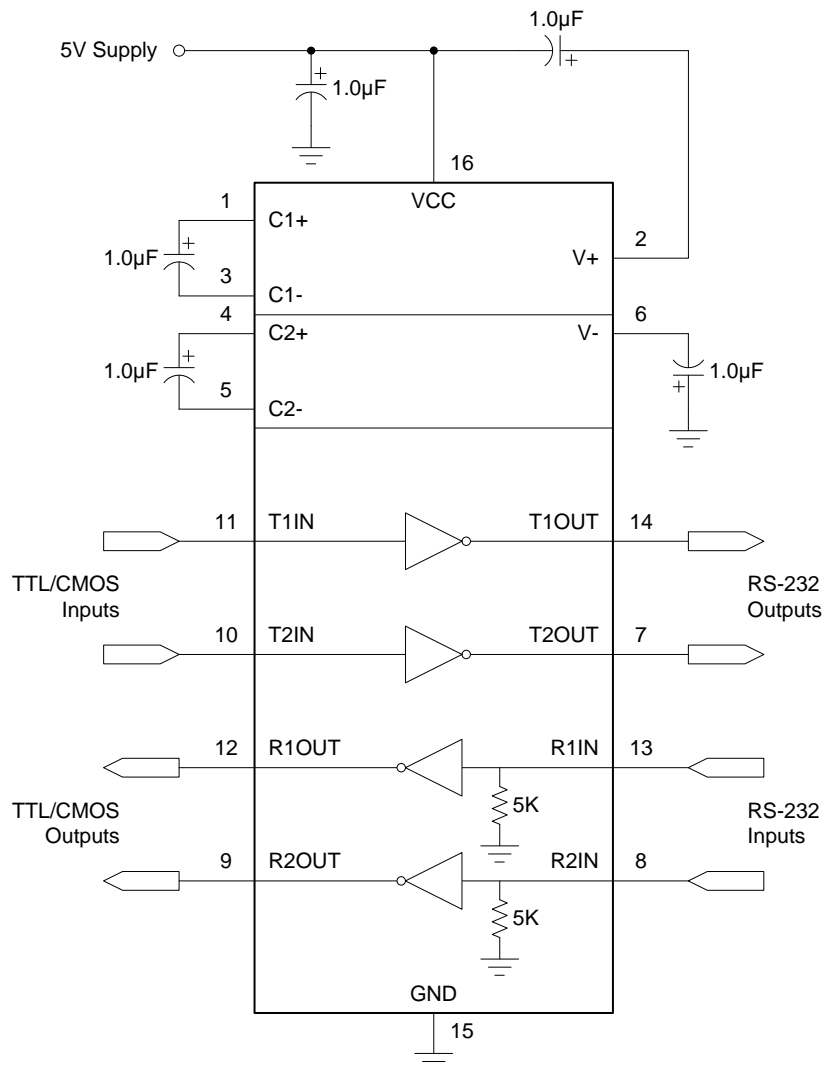 1.0µF
5V Supply
+
+
1.0µF
16
VCC
1
C1+
2
V+
+
1.0µF
3
C1-
4
C2+
6
V-
+
1.0µF
1.0µF
+
5
C2-
11
T1IN
T1OUT
14
TTL/CMOS
Inputs
RS-232
Outputs
10
T2IN
T2OUT
7
12
R1OUT
R1IN
13
5K
TTL/CMOS
Outputs
RS-232
Inputs
9
R2OUT
R2IN
8
5K
GND
15